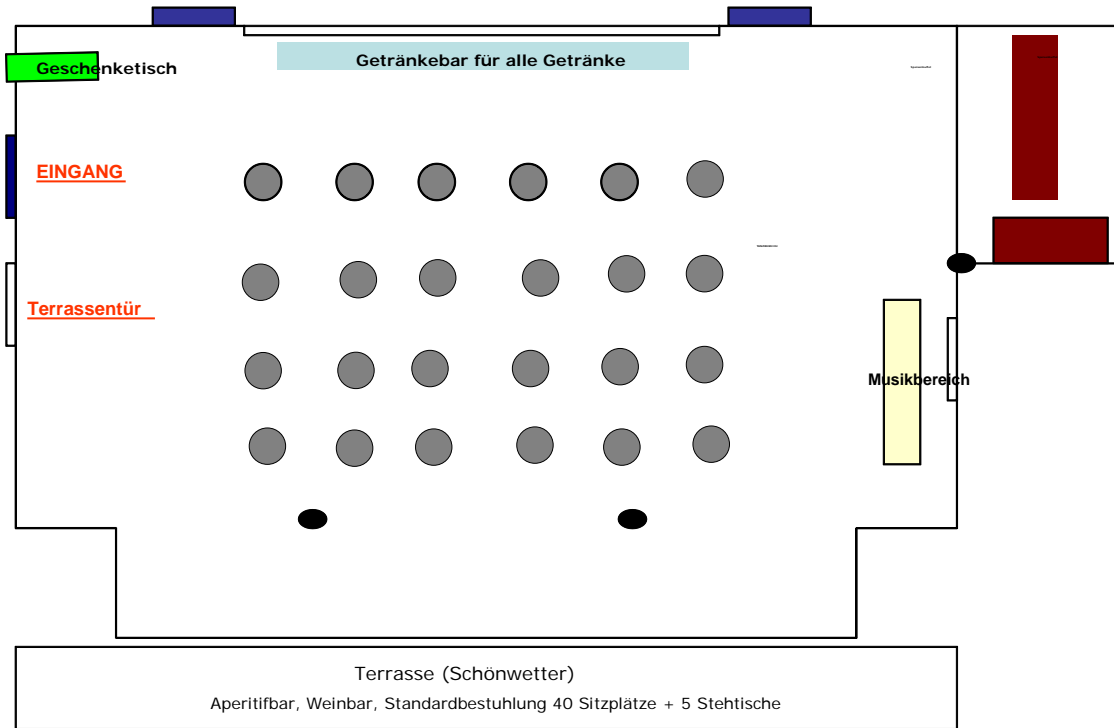 Getränkebar für alle Getränke
Geschenketisch
EINGANG
Terrassentür
Musikbereich
Terrasse (Schönwetter)
Aperitifbar, Weinbar, Standardbestuhlung 40 Sitzplätze + 5 Stehtische